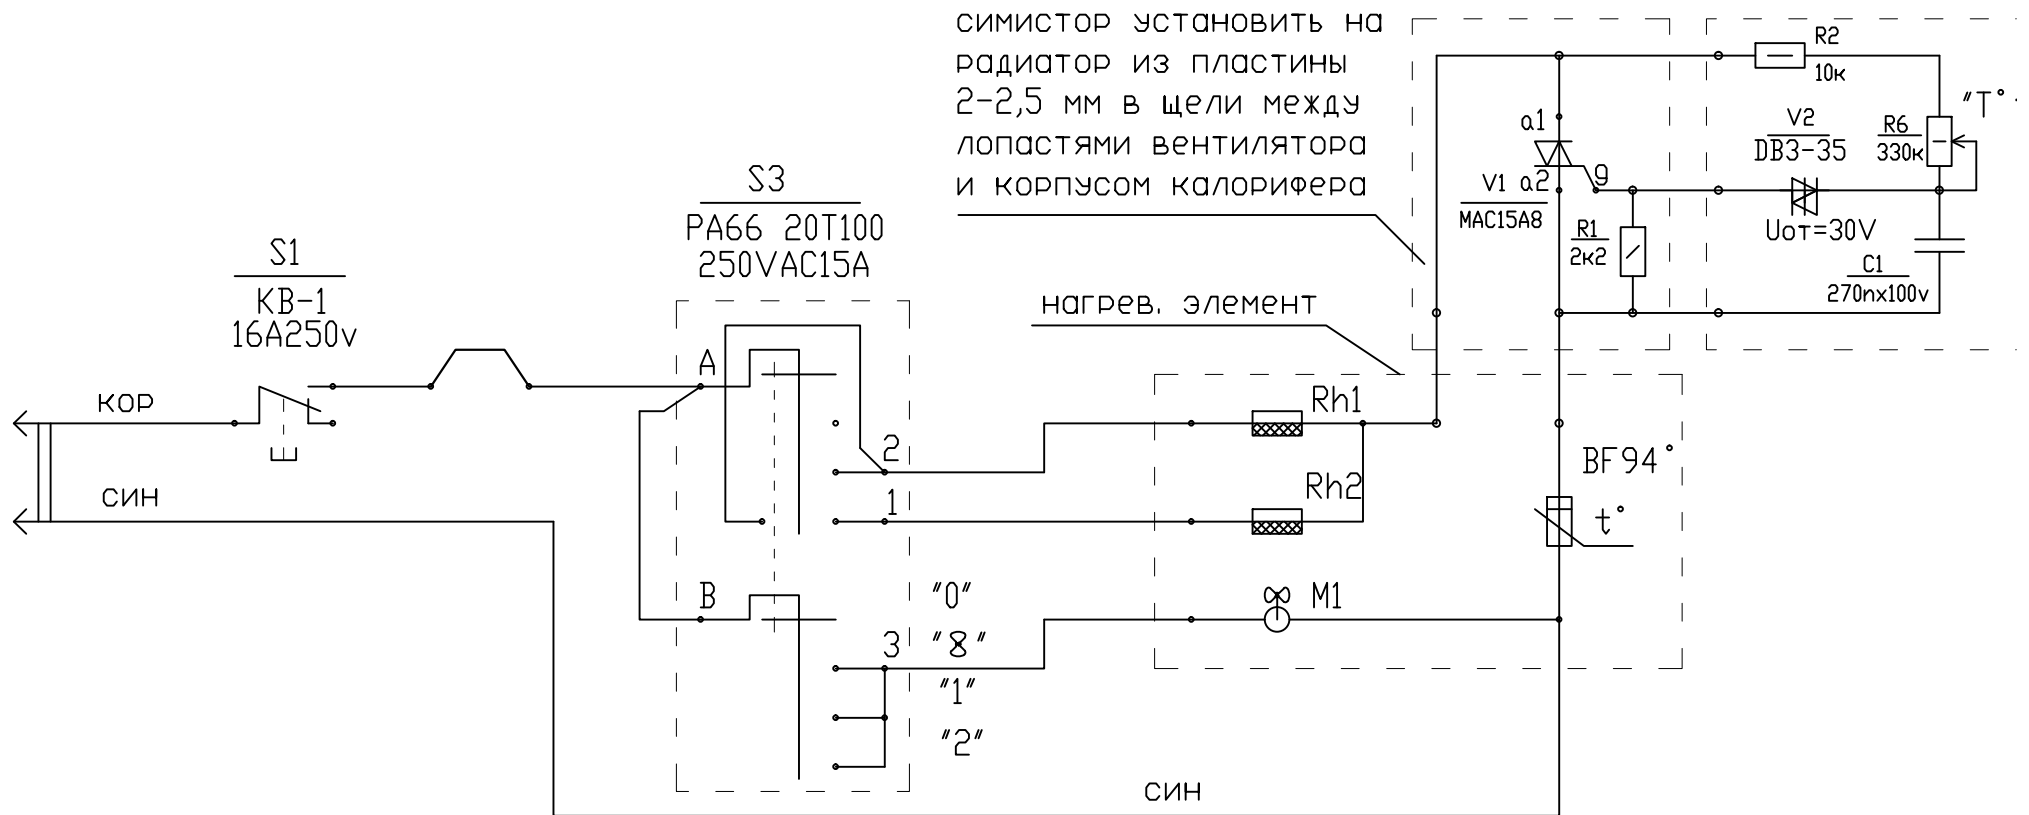 симистор установить на
радиатор из пластины
2-2,5 мм в щели между
лопастями вентилятора
и корпусом калорифера
R2
10к
"T°
V2
DB3-35
R6
330к
a1
V1 a2 g
MAC15A8
R1
2к2
Uот=30V
C1
270nx100v
S3
PA66 20T100
250VAC15A
S1
КВ-1
16A250v
нагрев. элемент
A
Rh1
кор
2
BF94°
син
1
Rh2
t°
B
"0"
M1
3
"8"
"1"
"2"
син